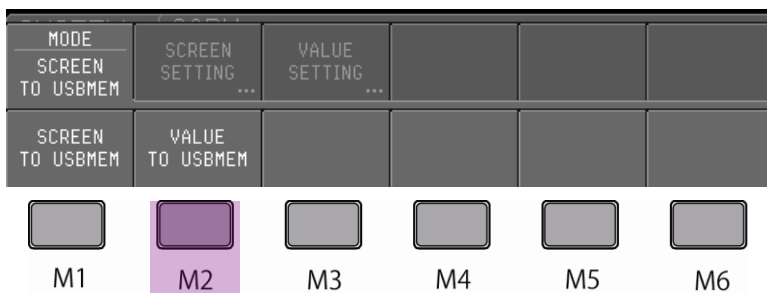 MODE
SCREEN
TO USBMEM
SCREEN
SETTING
...
VALUE
SETTING
...
SCREEN
TO USBMEM
VALUE
TO USBMEM
M1 M2 M3 M4 M5 M6